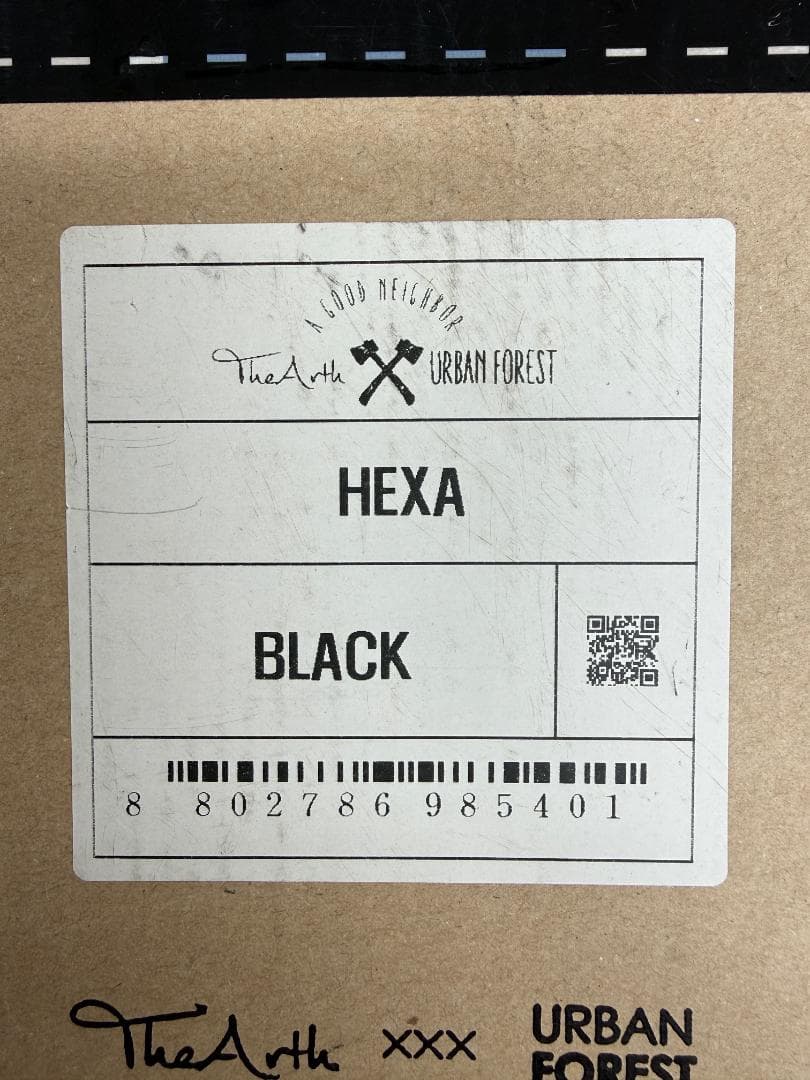 A GOOD NEIGHBOR
TheArth URBAN FOREST
HEXA
BLACK
8 802786 985401
TheArth xxx URBAN
FOREST